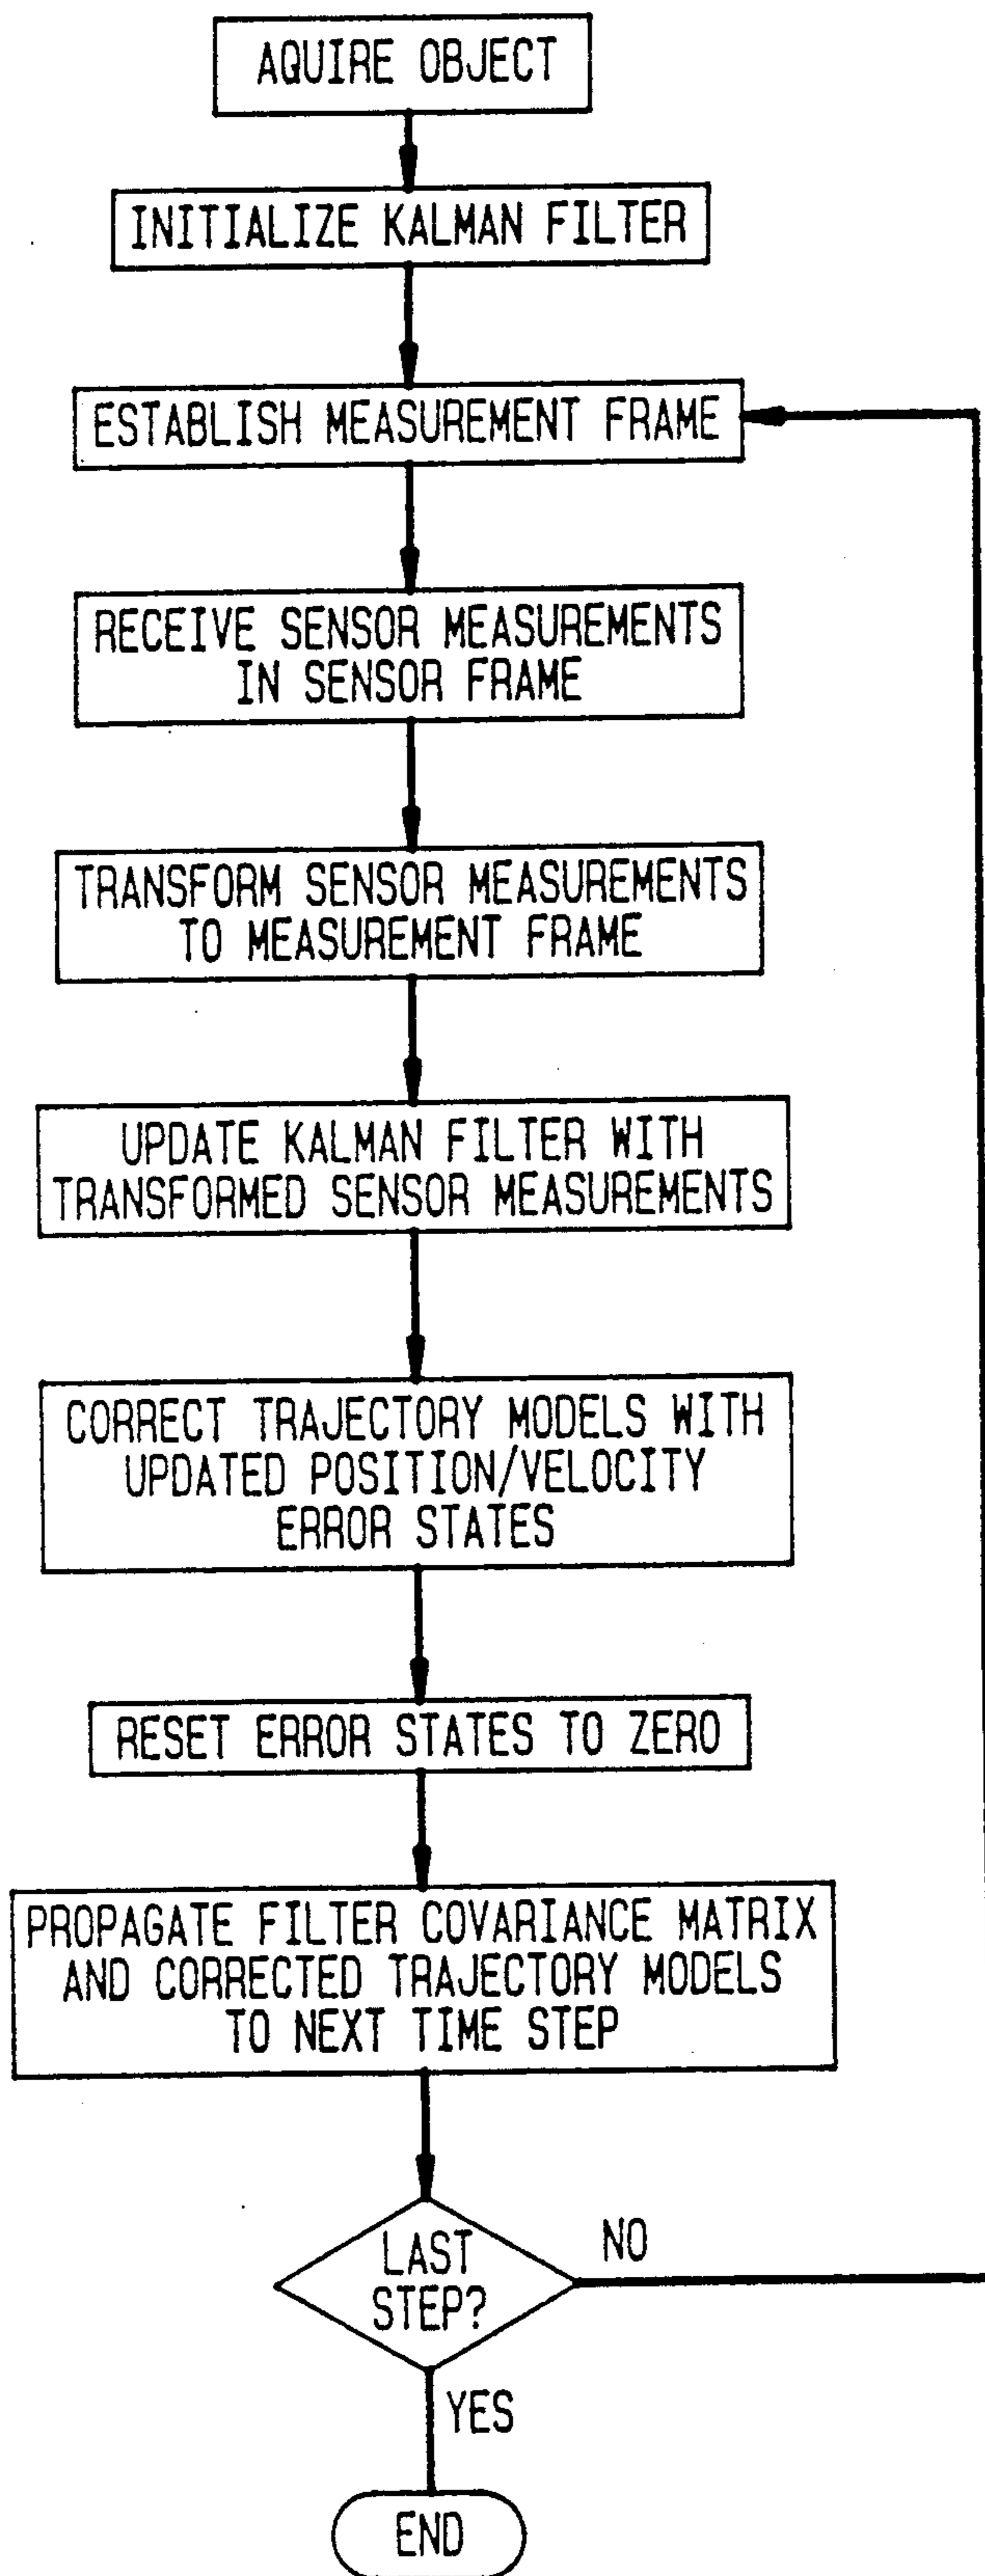 AQUIRE OBJECT
INITIALIZE KALMAN FILTER
ESTABLISH MEASUREMENT FRAME
RECEIVE SENSOR MEASUREMENTS
IN SENSOR FRAME
TRANSFORM SENSOR MEASUREMENTS
TO MEASUREMENT FRAME
UPDATE KALMAN FILTER WITH
TRANSFORMED SENSOR MEASUREMENTS
CORRECT TRAJECTORY MODELS WITH
UPDATED POSITION/VELOCITY
ERROR STATES
RESET ERROR STATES TO ZERO
PROPAGATE FILTER COVARIANCE MATRIX
AND CORRECTED TRAJECTORY MODELS
TO NEXT TIME STEP
LAST
STEP?
NO
YES
END